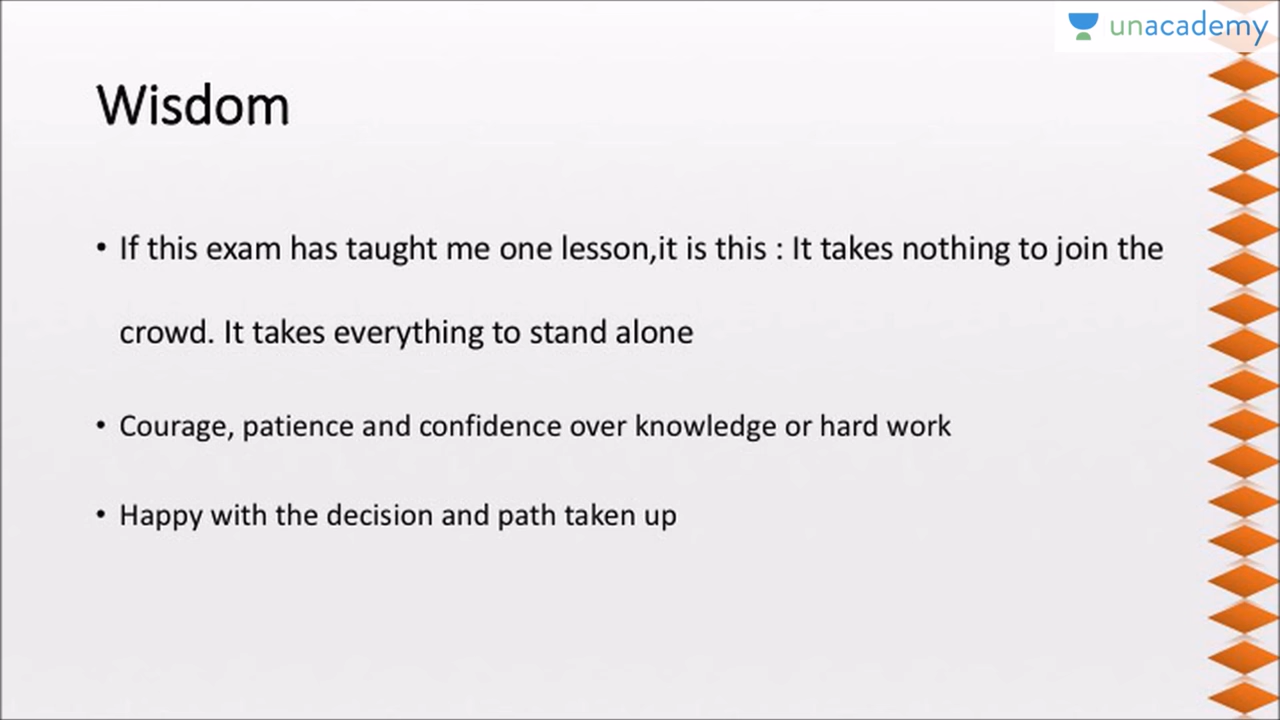 unacademy
Wisdom
• If this exam has taught me one lesson,it is this : It takes nothing to join the
crowd. It takes everything to stand alone
• Courage, patience and confidence over knowledge or hard work
• Happy with the decision and path taken up